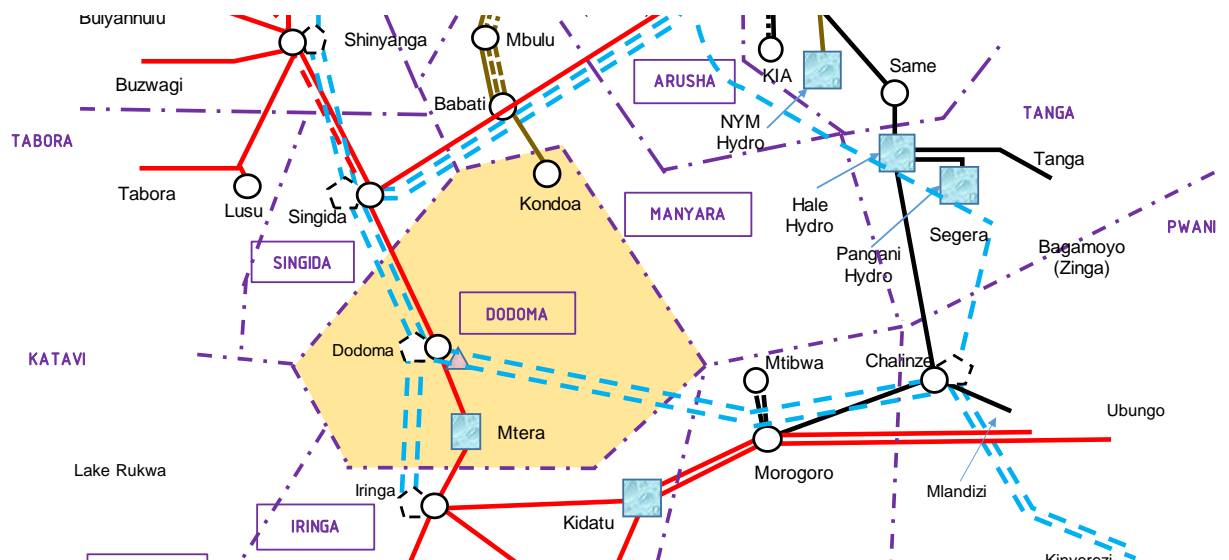 Bulyanhulu
Shinyanga
Mbulu
KIA
Same
Buzwagi
ARUSHA
Babati
NYM
Hydro
TANGA
TABORA
Tanga
Tabora
Lusu
Singida
Kondoa
MANYARA
Hale
Hydro
Segera
PWANI
Pangani
Hydro
Bagamoyo
(Zinga)
SINGIDA
DODOMA
KATAVI
Dodoma
Mtibwa
Chalinze
Ubungo
Mtera
Lake Rukwa
Morogoro
Iringa
Mlandizi
IRINGA
Kidatu
Kinyerezi